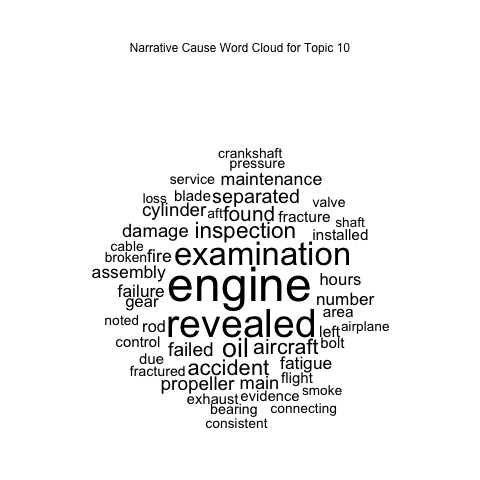 Narrative Cause Word Cloud for Topic 10
crankshaft
pressure
service maintenance
loss blade separated valve
cylinder aft found fracture shaft
damage inspection installed
cable
broken fire examination
assembly engine hours
failure number
gear area
noted rod revealed left airplane
control failed oil aircraft bolt
due accident fatigue
fractured flight
propeller main smoke
exhaust evidence
bearing connecting
consistent